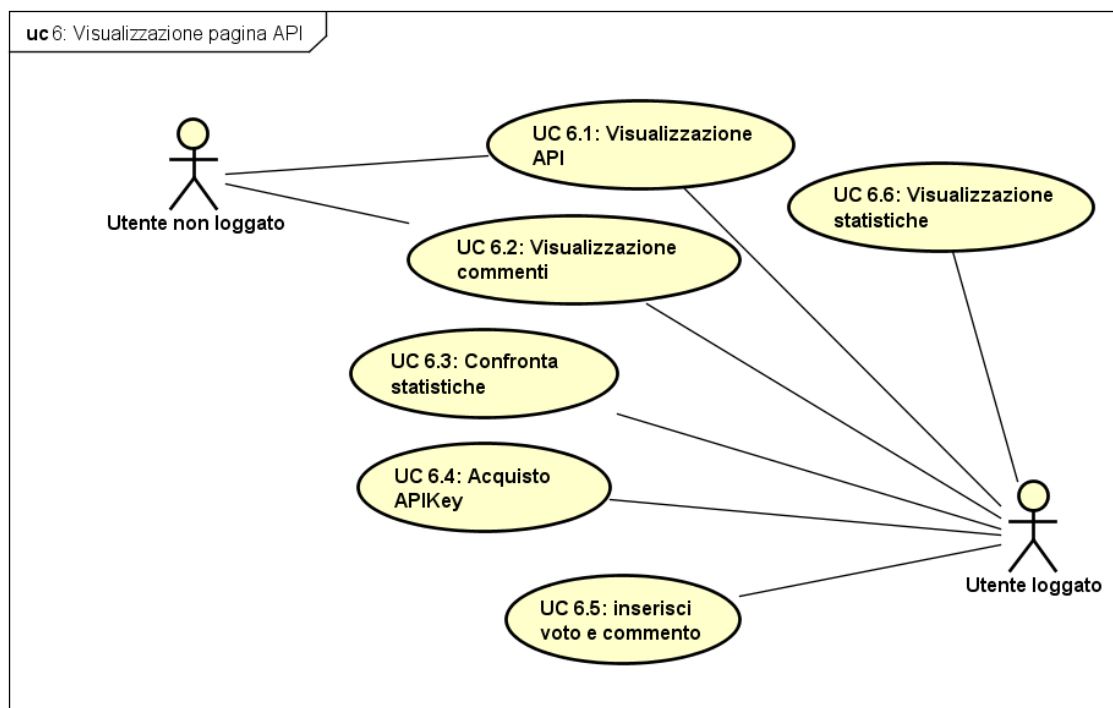 uc 6: Visualizzazione pagina API
UC 6.1: Visualizzazione
API
UC 6.6: Visualizzazione
statistiche
Utente non loggato
UC 6.2: Visualizzazione
commenti
UC 6.3: Confronta
statistiche
UC 6.4: Acquisto
APIKey
Utente loggato
UC 6.5: inserisci
voto e commento